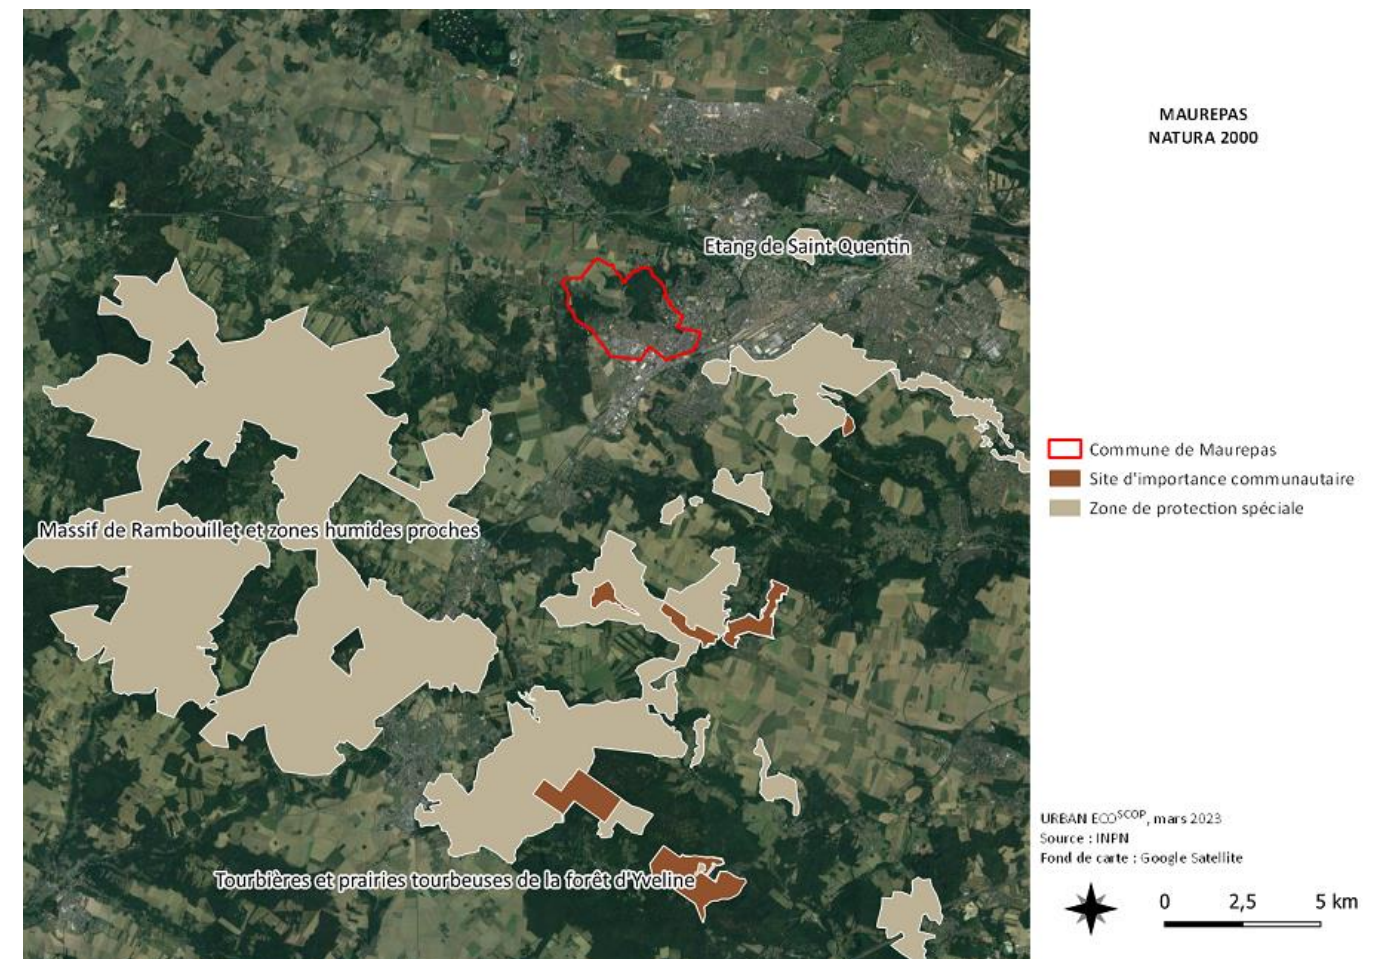 MAUREPAS
NATURA 2000
Etang de Saint Quentin
Commune de Maurepas
Site d'importance communautaire
Zone de protection spéciale
Massif de Rambouillet et zones humides proches
Tourbières et prairies tourbeuses de la forêt d'Yveline
URBAN ECOSCOP, mars 2023
Source : INPN
Fond de carte : Google Satellite
0 2,5 5 km